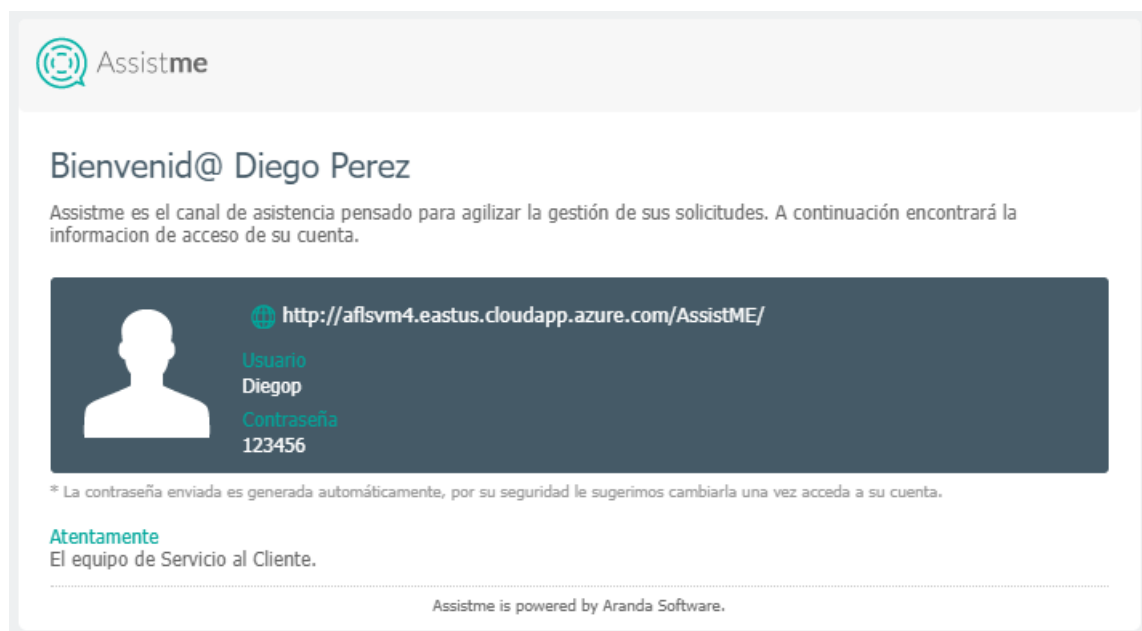 Assistme
Bienvenid@ Diego Perez
Assistme es el canal de asistencia pensado para agilizar la gestión de sus solicitudes. A continuación encontrará la
informacion de acceso de su cuenta.
http://aflsvm4.eastus.cloudapp.azure.com/AssistME/
Usuario
Diegop
Contraseña
123456
* La contraseña enviada es generada automáticamente, por su seguridad le sugerimos cambiarla una vez acceda a su cuenta.
Atentamente
El equipo de Servicio al Cliente.
Assistme is powered by Aranda Software.